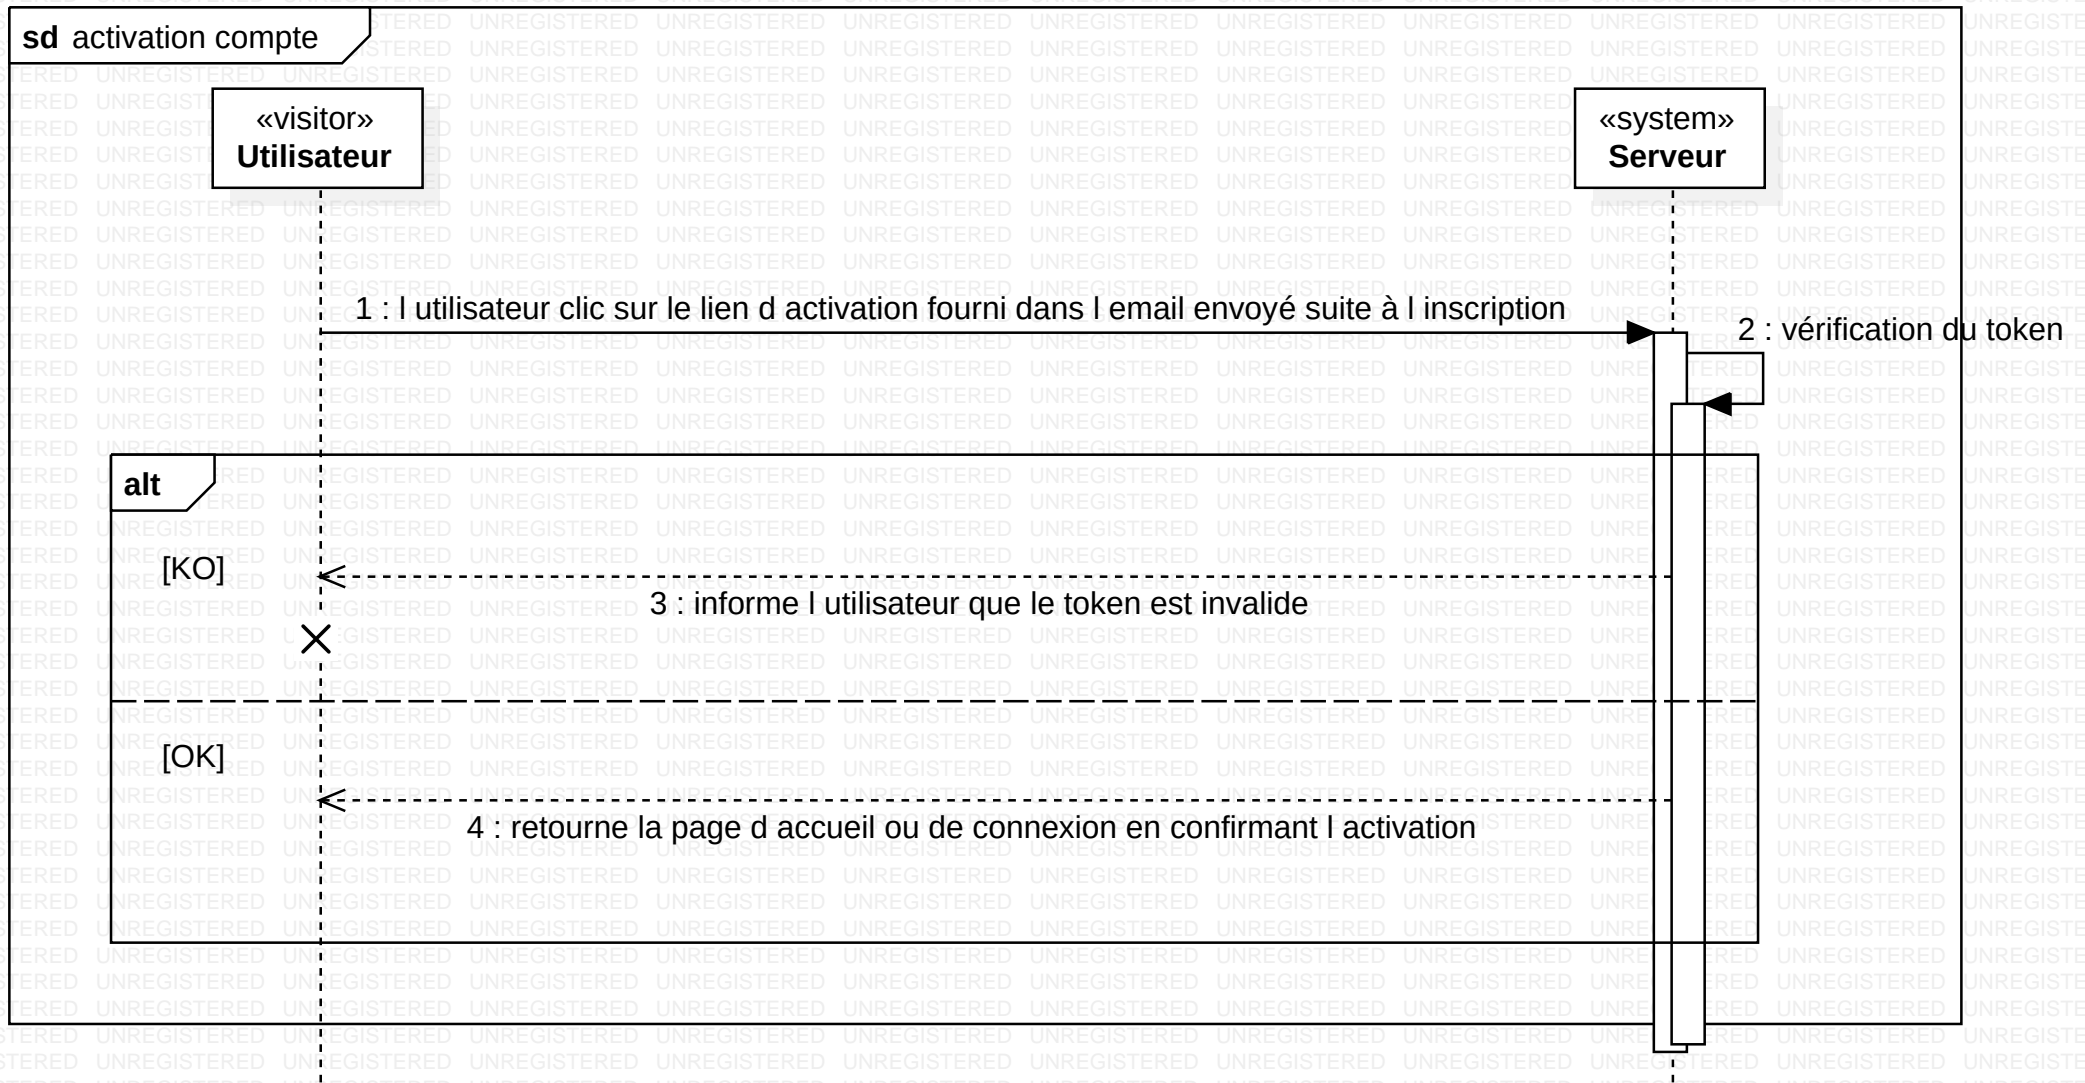 sd activation compte
«visitor»
Utilisateur
«system»
Serveur
1 : l utilisateur clic sur le lien d activation fourni dans l email envoyé suite à l inscription
2 : vérification du token
alt
[KO]
3 : informe l utilisateur que le token est invalide
[OK]
4 : retourne la page d accueil ou de connexion en confirmant l activation
UNREGISTERED